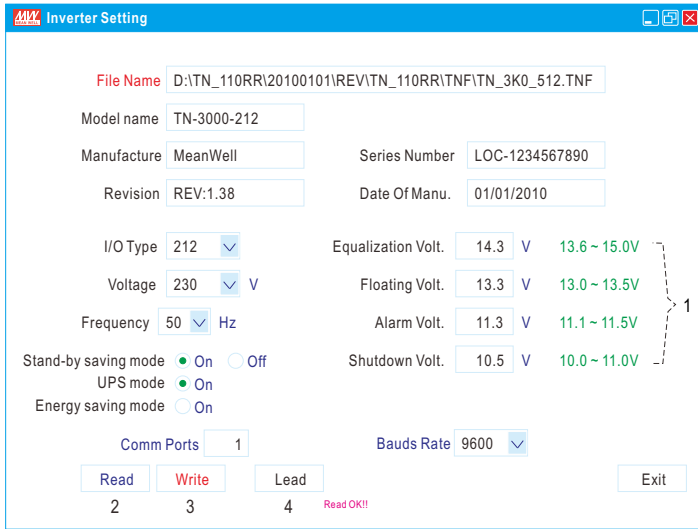 MW MEAN WELL Inverter Setting
File Name D:\TN_110RR\20100101\REV\TN_110RR\TNF\TN_3K0_512.TNF
Model name TN-3000-212
Manufacture MeanWell Series Number LOC-1234567890
Revision REV:1.38 Date Of Manu. 01/01/2010
I/O Type 212 Equalization Volt. 14.3 V 13.6 ~ 15.0V
Voltage 230 V Floating Volt. 13.3 V 13.0 ~ 13.5V
1
Frequency 50 Hz Alarm Volt. 11.3 V 11.1 ~ 11.5V
Stand-by saving mode On Off Shutdown Volt. 10.5 V 10.0 ~ 11.0V
UPS mode On
Energy saving mode On
Comm Ports 1 Bauds Rate 9600
Read Write Lead Exit
2 3 4 Read OK!!